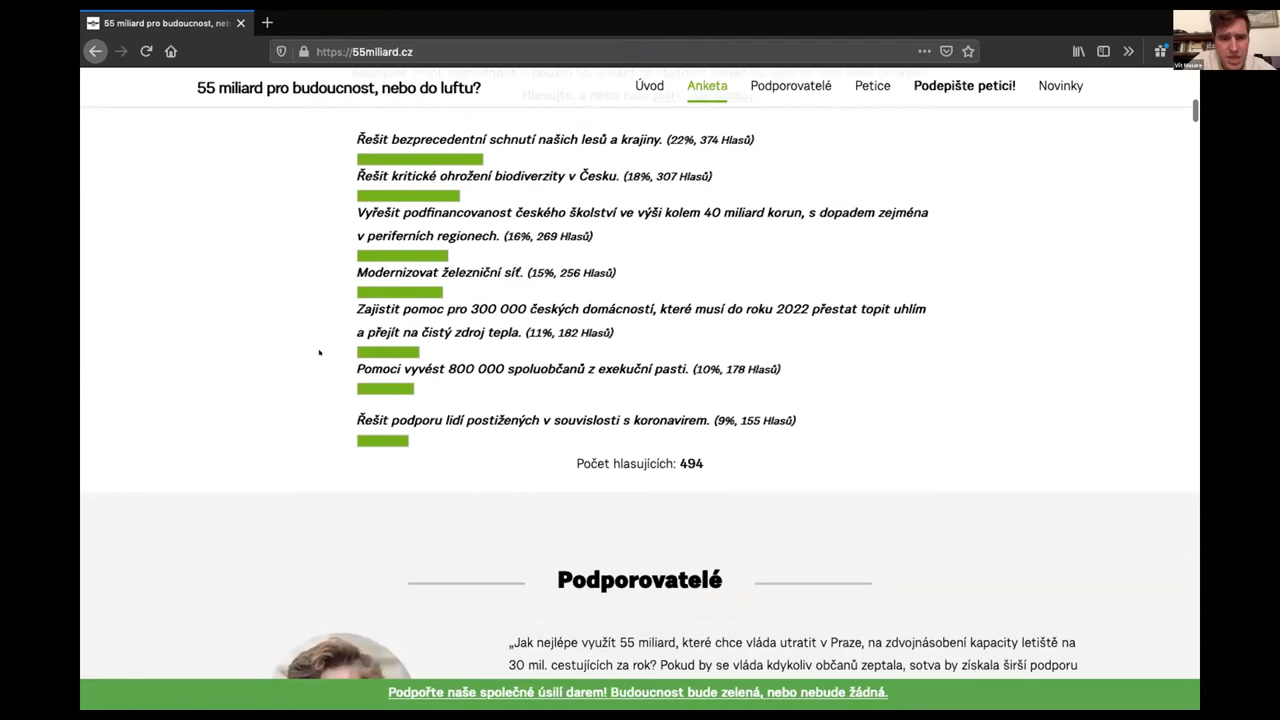 55 miliard pro budoucnost, neb
https://55miliard.cz
Vít Masare
55 miliard pro budoucnost, nebo do luftu?
Úvod
Anketa
Podporovatelé
Petice
Podepište petici!
Novinky
Řešit bezprecedentní schnutí našich lesů a krajiny. (22%, 374 Hlasů)
Řešit kritické ohrožení biodiverzity v Česku. (18%, 307 Hlasů)
Vyřešit podfinancovanost českého školství ve výši kolem 40 miliard korun, s dopadem zejména
v periferních regionech. (16%, 269 Hlasů)
Modernizovat železniční síť. (15%, 256 Hlasů)
Zajistit pomoc pro 300 000 českých domácností, které musí do roku 2022 přestat topit uhlím
a přejít na čistý zdroj tepla. (11%, 182 Hlasů)
Pomoci vyvést 800 000 spoluobčanů z exekuční pasti. (10%, 178 Hlasů)
Řešit podporu lidí postižených v souvislosti s koronavirem. (9%, 155 Hlasů)
Počet hlasujících: 494
Podporovatelé
„Jak nejlépe využít 55 miliard, které chce vláda utratit v Praze, na zdvojnásobení kapacity letiště na
30 mil. cestujících za rok? Pokud by se vláda kdykoliv občanů zeptala, sotva by získala širší podporu
Podpořte naše společné úsilí darem! Budoucnost bude zelená, nebo nebude žádná.